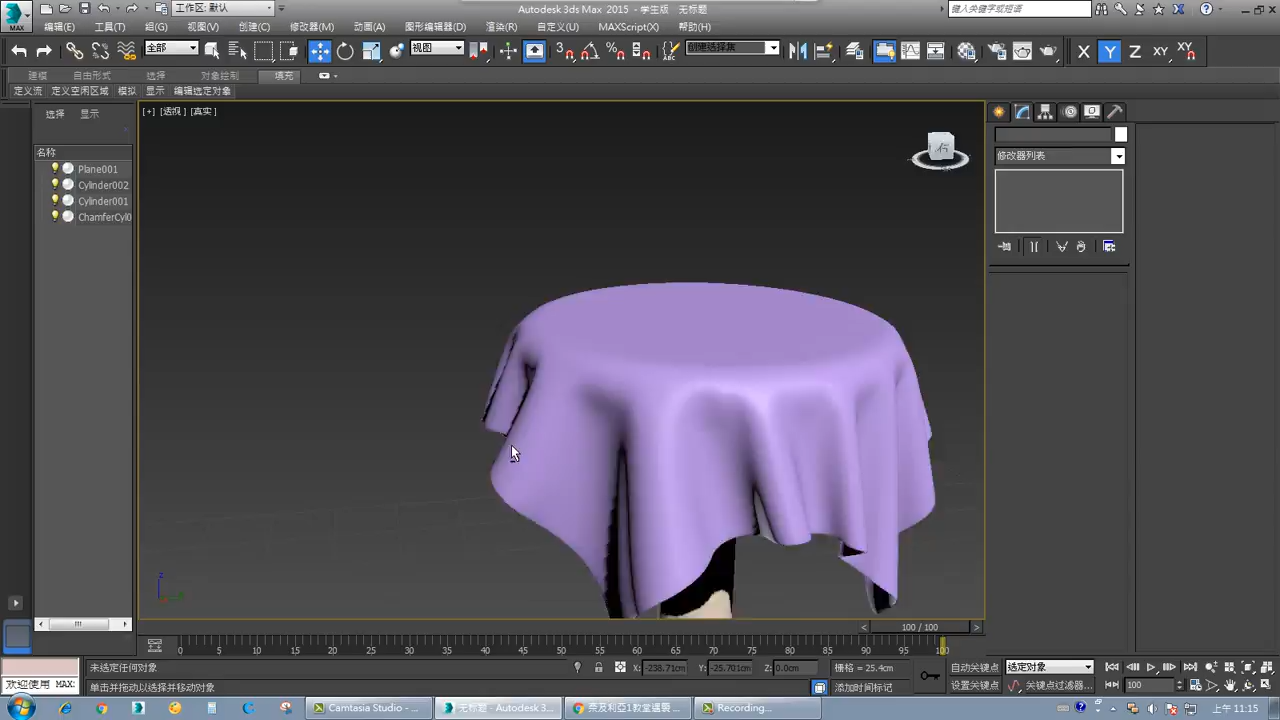 工作区: 默认
Autodesk 3ds Max 2015 - 学生版    无标题
键入关键字或短语
MAX
编辑(E) 工具(T) 组(G) 视图(V) 创建(C) 修改器(M) 动画(A) 图形编辑器(D) 渲染(R) 自定义(U) MAXScript(X) 帮助(H)
全部
视图
创建选择集
X Y Z XY XY
建模 自由形式 选择 对象绘制 填充
定义流 定义空闲区域 模拟 显示 编辑选定对象
选择 显示
[+] [透视] [真实]
修改器列表
名称
Plane001
Cylinder002
Cylinder001
ChamferCyl0
Z
100 / 100
0 5 10 15 20 25 30 35 40 45 50 55 60 65 70 75 80 85 90 95 100
未选定任何对象 X: -238.71cm Y: -25.701cm Z: 0.0cm 栅格 = 25.4cm 自动关键点 选定对象
欢迎使用 MAX: 单击并拖动以选择并移动对象 添加时间标记 设置关键点 关键点过滤器... 100
Camtasia Studio - ... 无标题 - Autodesk 3... Recording... 上午 11:15